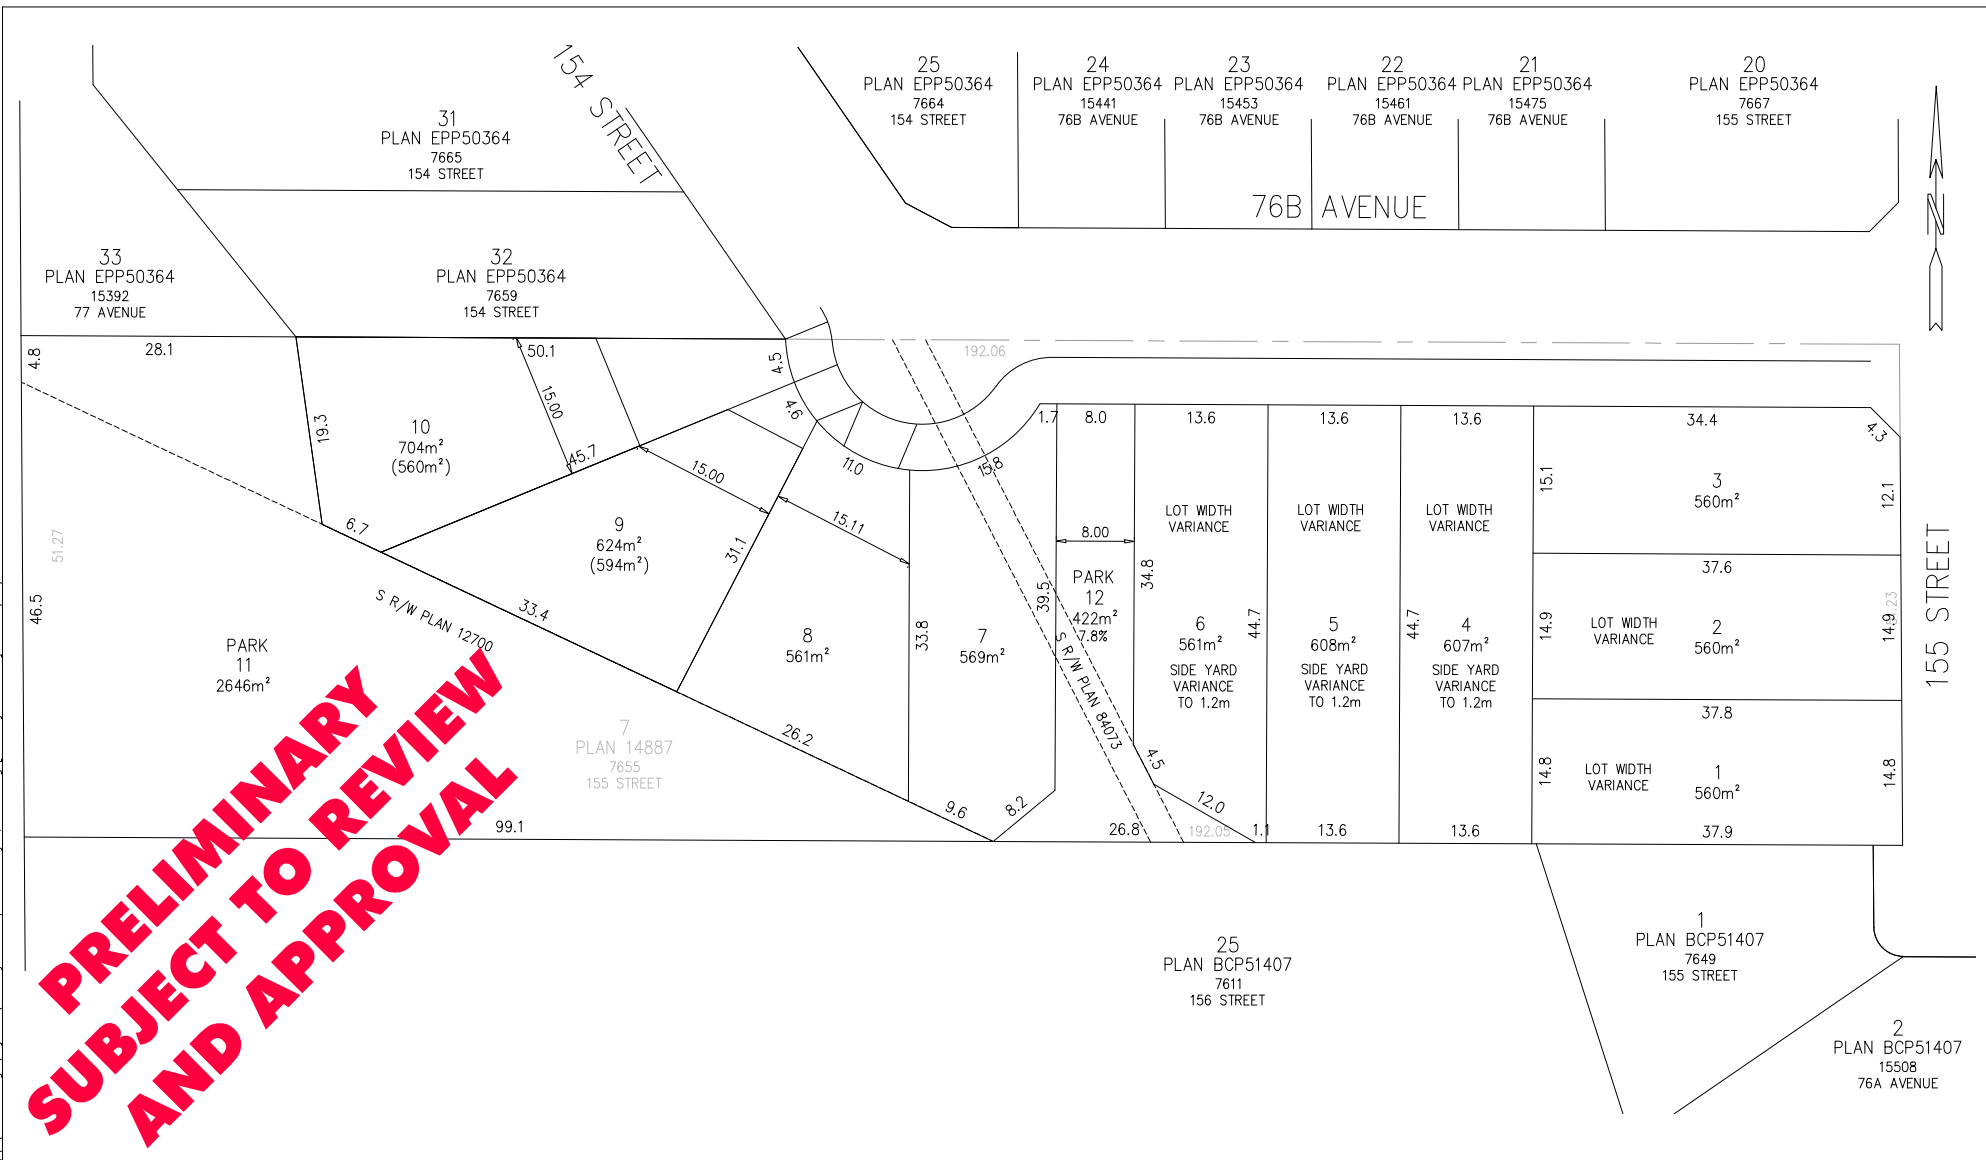 154 STREET
31
PLAN EPP50364
7665
154 STREET
25
PLAN EPP50364
7664
154 STREET
24
PLAN EPP50364
15441
76B AVENUE
23
PLAN EPP50364
15453
76B AVENUE
22
PLAN EPP50364
15461
76B AVENUE
21
PLAN EPP50364
15475
76B AVENUE
20
PLAN EPP50364
7667
155 STREET
76B AVENUE
N
33
PLAN EPP50364
15392
77 AVENUE
32
PLAN EPP50364
7659
154 STREET
4.8
28.1
50.1
4.5
192.06
15.00
19.3
10
704m²
(560m²)
45.7
4.6
11.0
15.8
1.7
8.0
13.6
13.6
13.6
34.4
4.3
15.00
15.11
6.7
9
624m²
(594m²)
31.1
51.27
46.5
33.4
S R/W PLAN 12700
8
561m²
33.8
7
569m²
39.5
8.00
PARK
12
422m²
7.8%
34.8
S R/W PLAN 84073
LOT WIDTH
VARIANCE
6
561m²
SIDE YARD
VARIANCE
TO 1.2m
44.7
LOT WIDTH
VARIANCE
5
608m²
SIDE YARD
VARIANCE
TO 1.2m
44.7
LOT WIDTH
VARIANCE
4
607m²
SIDE YARD
VARIANCE
TO 1.2m
15.1
3
560m²
12.1
37.6
14.9
LOT WIDTH
VARIANCE
2
560m²
14.9
37.8
14.8
LOT WIDTH
VARIANCE
1
560m²
14.8
37.9
155 STREET
PARK
11
2646m²
7
PLAN 14887
7655
155 STREET
26.2
9.6
8.2
4.5
12.0
99.1
26.8
192.05
1.1
13.6
13.6
25
PLAN BCP51407
7611
156 STREET
1
PLAN BCP51407
7649
155 STREET
2
PLAN BCP51407
15508
76A AVENUE
PRELIMINARY
SUBJECT TO REVIEW
AND APPROVAL